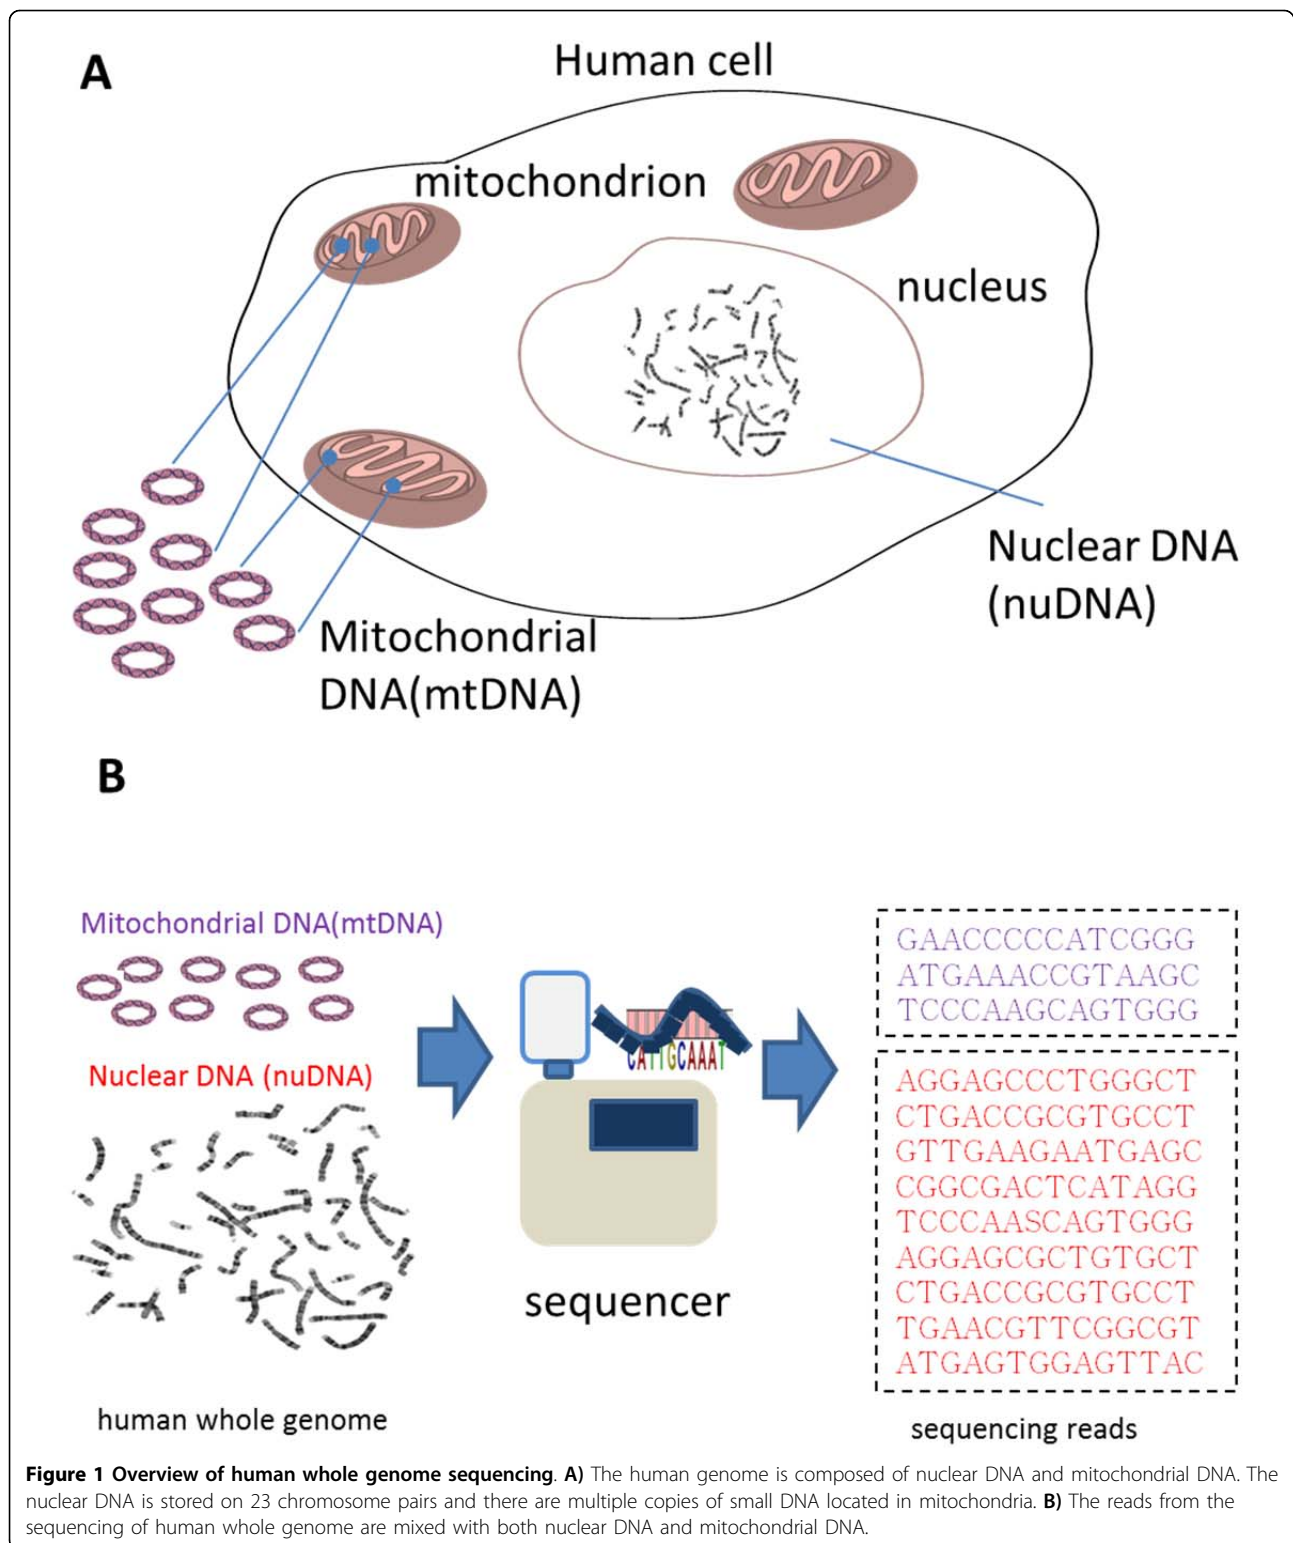 A
Human cell
mitochondrion
nucleus
Nuclear DNA
(nuDNA)
Mitochondrial
DNA(mtDNA)
B
Mitochondrial DNA(mtDNA)
Nuclear DNA (nuDNA)
human whole genome
CATTGCAAAT
sequencer
GAACCCCCATCGGG
ATGAAACCGTAAGC
TCCCAAGCAGTGGG
AGGAGCCCTGGGCT
CTGACCGCGTGCCT
GTTGAAGAATGAGC
CGGCGACTCATAGG
TCCCAASCAGTGGG
AGGAGCGCTGTGCT
CTGACCGCGTGCCT
TGAACGTTCGGCGT
ATGAGTGGAGTTAC
sequencing reads
Figure 1 Overview of human whole genome sequencing. A) The human genome is composed of nuclear DNA and mitochondrial DNA. The
nuclear DNA is stored on 23 chromosome pairs and there are multiple copies of small DNA located in mitochondria. B) The reads from the
sequencing of human whole genome are mixed with both nuclear DNA and mitochondrial DNA.